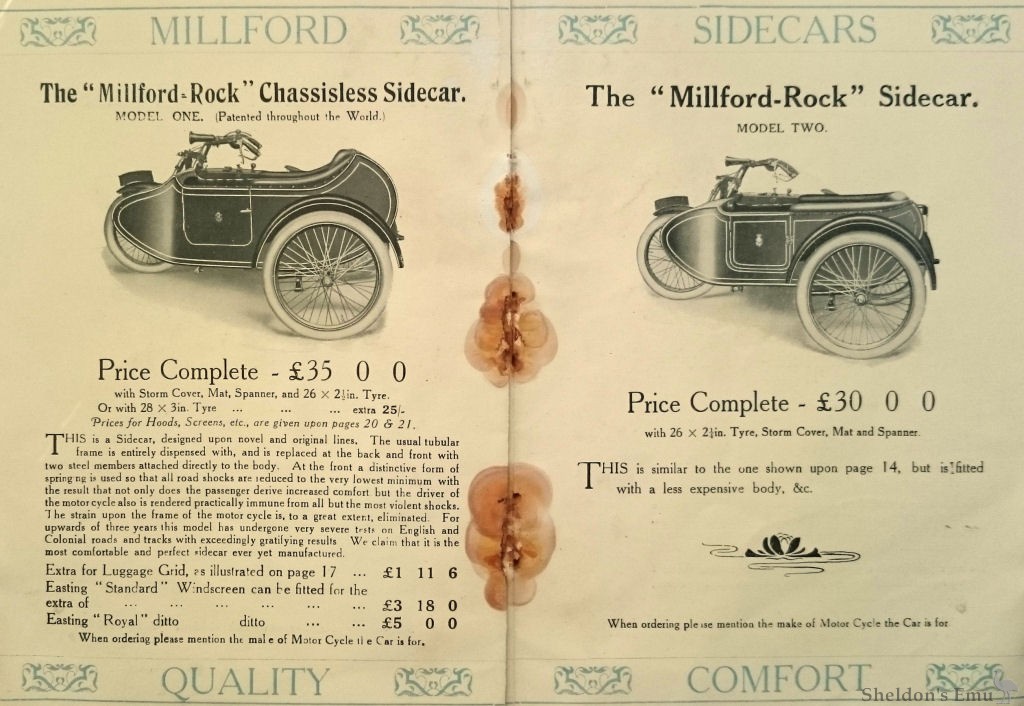 MILLFORD
The "Millford-Rock" Chassisless Sidecar.
MODEL ONE. (Patented throughout the World.)
Price Complete - £35 0 0
with Storm Cover, Mat, Spanner, and 26 × 2½in. Tyre.
Or with 28 × 3in. Tyre ... ... ... extra 25/-
Prices for Hoods, Screens, etc., are given upon pages 20 & 21.
THIS is a Sidecar, designed upon novel and original lines. The usual tubular
frame is entirely dispensed with, and is replaced at the back and front with
two steel members attached directly to the body. At the front a distinctive form of
springing is used so that all road shocks are reduced to the very lowest minimum with
the result that not only does the passenger derive increased comfort but the driver of
the motor cycle also is rendered practically immune from all but the most violent shocks.
The strain upon the frame of the motor cycle is, to a great extent, eliminated. For
upwards of three years this model has undergone very severe tests on English and
Colonial roads and tracks with exceedingly gratifying results We claim that it is the
most comfortable and perfect sidecar ever yet manufactured.
Extra for Luggage Grid, as illustrated on page 17 ... £1 11 6
Easting "Standard" Windscreen can be fitted for the
extra of ... ... ... ... ... ... £3 18 0
Easting "Royal" ditto ditto ... ... £5 0 0
When ordering please mention the make of Motor Cycle the Car is for.
QUALITY
SIDECARS
The "Millford-Rock" Sidecar.
MODEL TWO.
Price Complete - £30 0 0
with 26 × 2½in. Tyre, Storm Cover, Mat and Spanner.
THIS is similar to the one shown upon page 14, but is fitted
with a less expensive body, &c.
When ordering please mention the make of Motor Cycle the Car is for
COMFORT
Sheldon's Emu